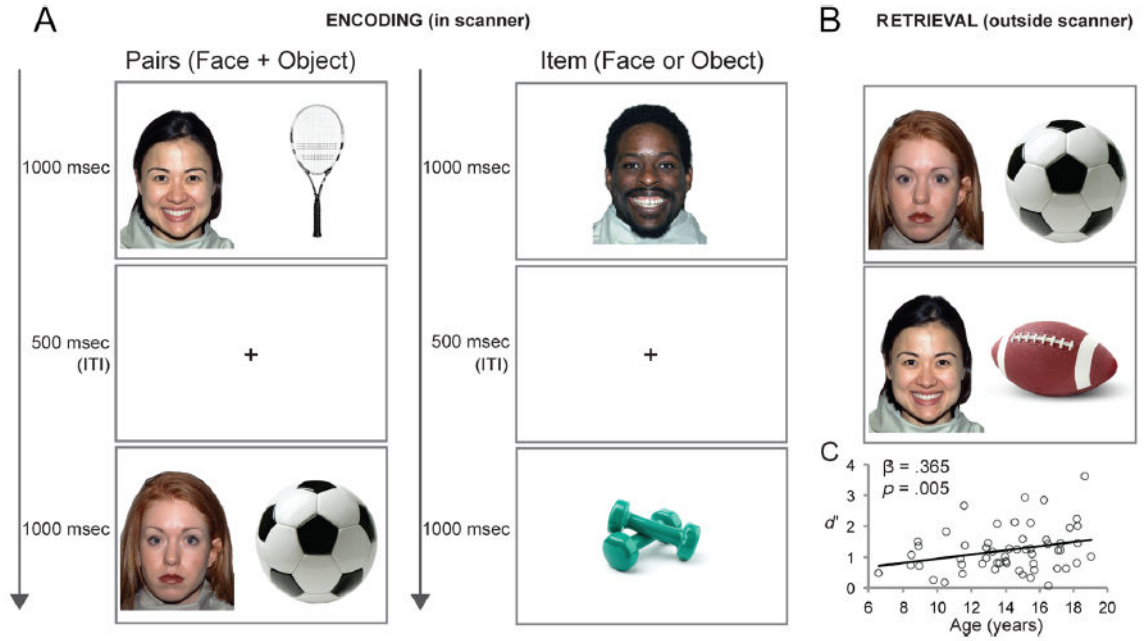 A
ENCODING (in scanner)
Pairs (Face + Object)
1000 msec
500 msec
(ITI)
+
1000 msec
Item (Face or Obect)
1000 msec
500 msec
(ITI)
+
1000 msec
B
RETRIEVAL (outside scanner)
C
β = .365
p = .005
4
3
2
1
0
d'
6 8 10 12 14 16 18 20
Age (years)